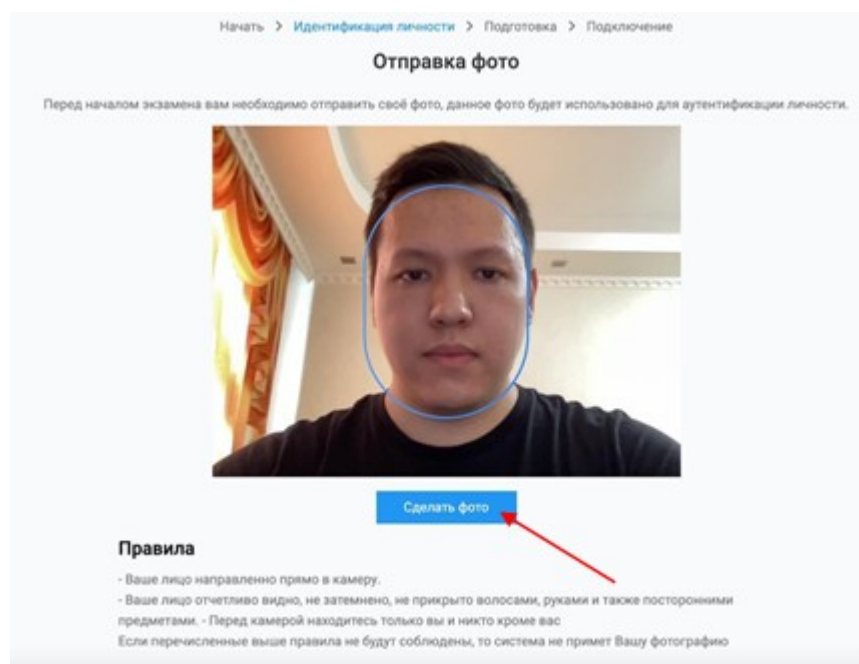 Начать > Идентификация личности > Подготовка > Подключение
Отправка фото
Перед началом экзамена вам необходимо отправить своё фото, данное фото будет использовано для аутентификации личности.
Сделать фото
Правила
- Ваше лицо направленно прямо в камеру.
- Ваше лицо отчетливо видно, не затемнено, не прикрыто волосами, руками и также посторонними
предметами. - Перед камерой находитесь только вы и никто кроме вас
Если перечисленные выше правила не будут соблюдены, то система не примет Вашу фотографию